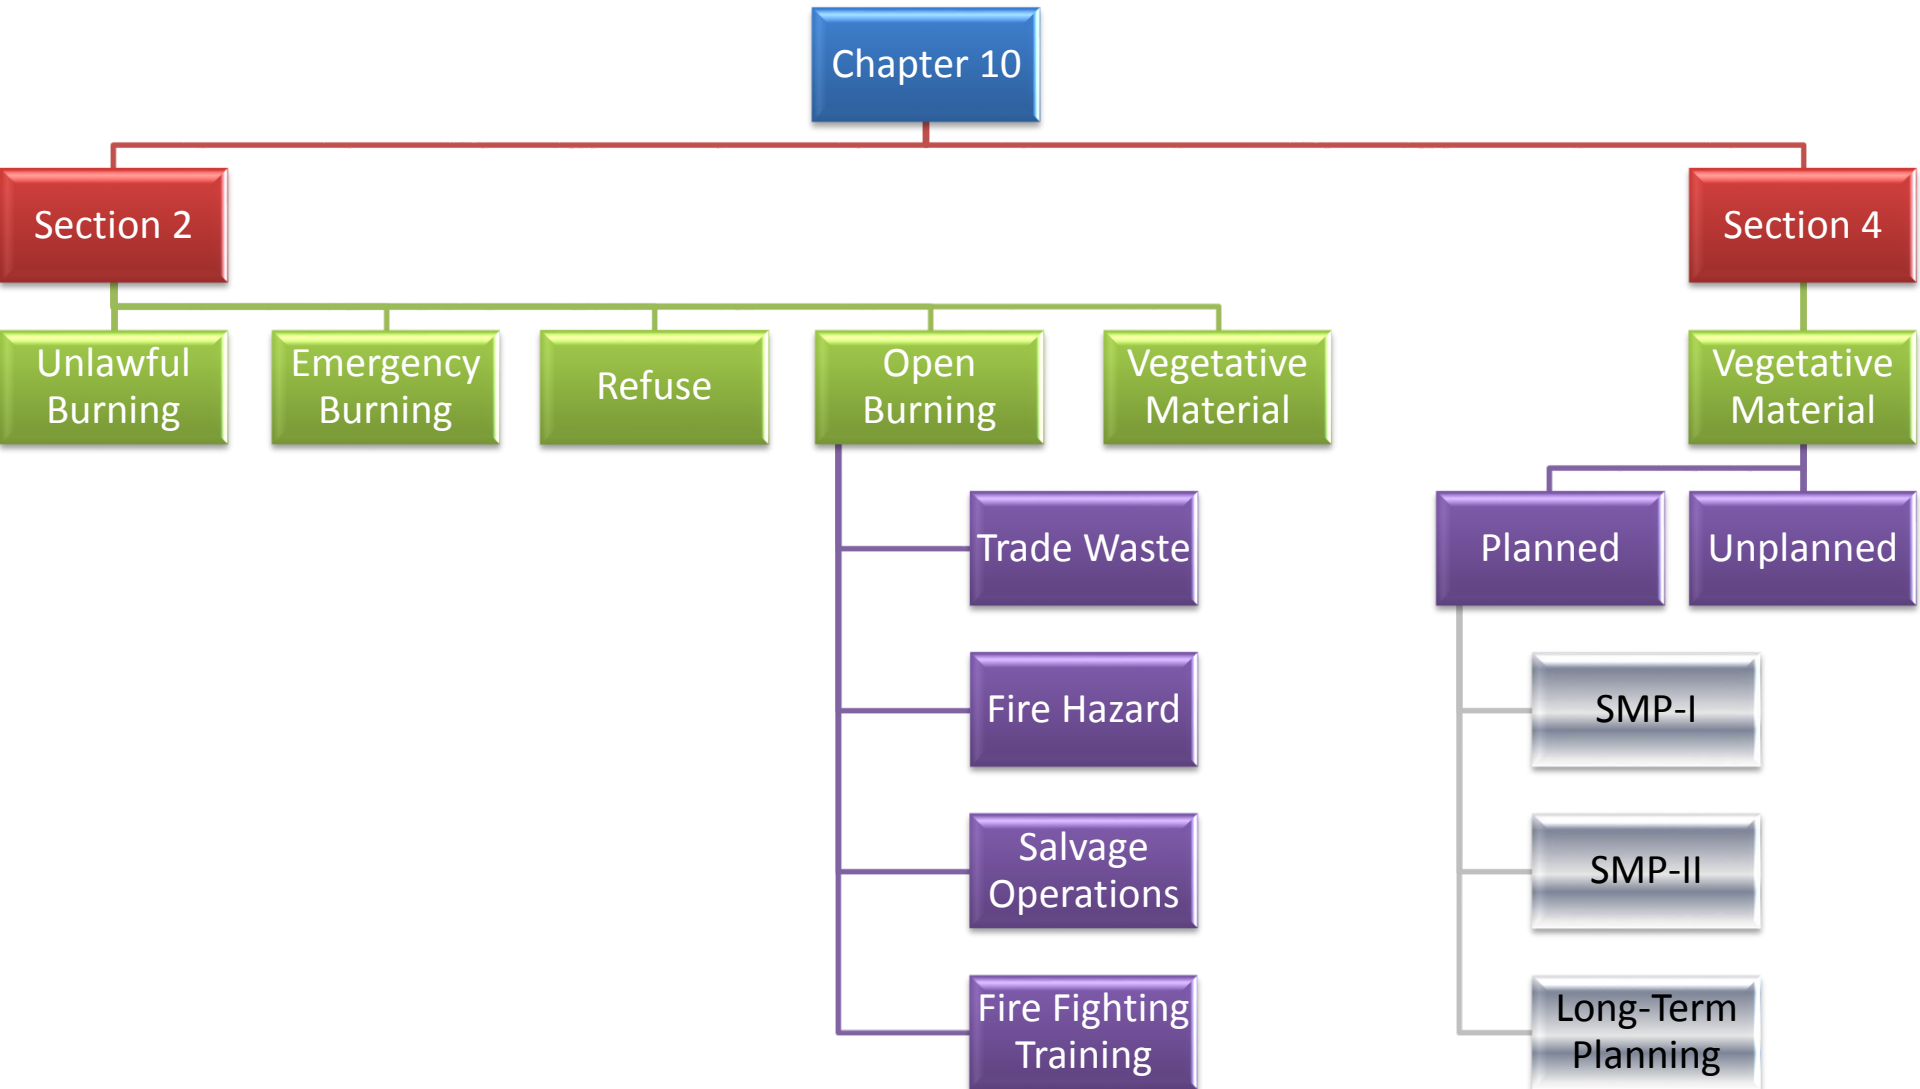 Chapter 10
Section 2
Section 4
Unlawful
Burning
Emergency
Burning
Refuse
Open
Burning
Vegetative
Material
Vegetative
Material
Trade Waste
Fire Hazard
Salvage
Operations
Fire Fighting
Training
Planned
Unplanned
SMP-I
SMP-II
Long-Term
Planning